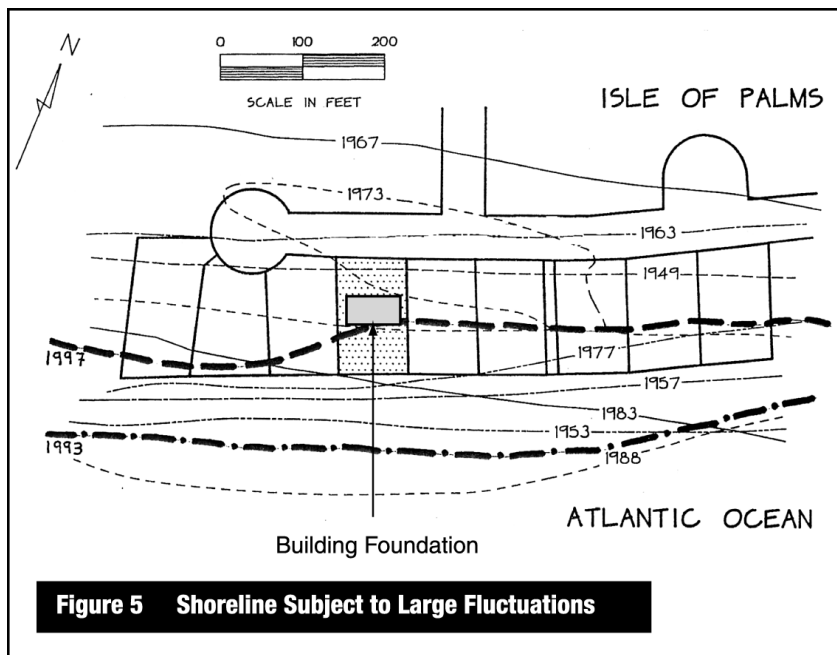 N
0 100 200
SCALE IN FEET
ISLE OF PALMS
1967
1973
1963
1949
1997
1977
1957
1983
1953
1993
1988
ATLANTIC OCEAN
Building Foundation
Figure 5 Shoreline Subject to Large Fluctuations